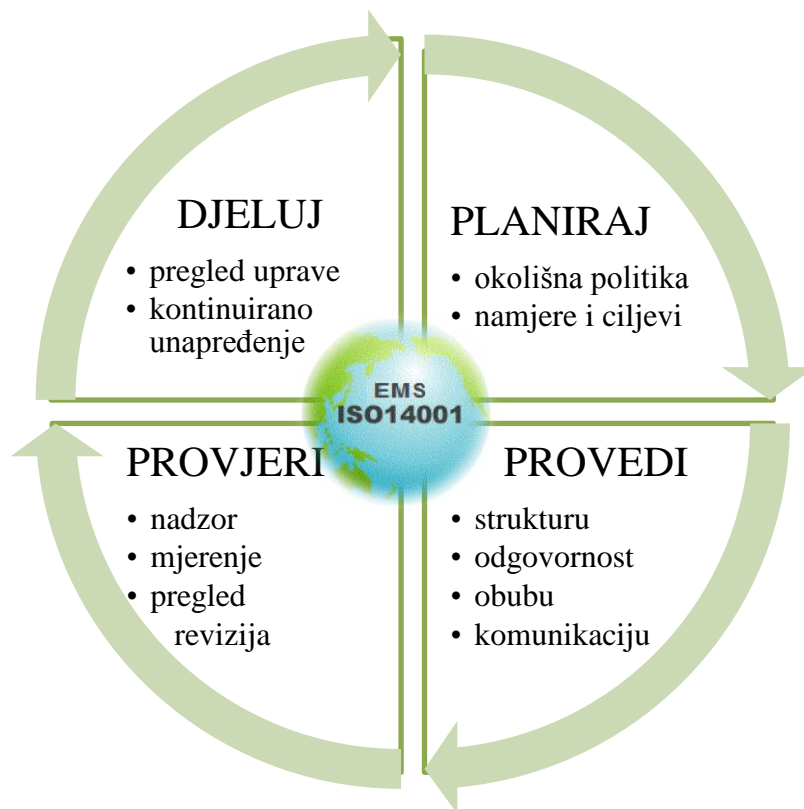 DJELUJ
• pregled uprave
• kontinuirano
unapređenje
PLANIRAJ
• okolišna politika
• namjere i ciljevi
EMS
ISO14001
PROVJERI
• nadzor
• mjerenje
• pregled
revizija
PROVEDI
• strukturu
• odgovornost
• obubu
• komunikaciju